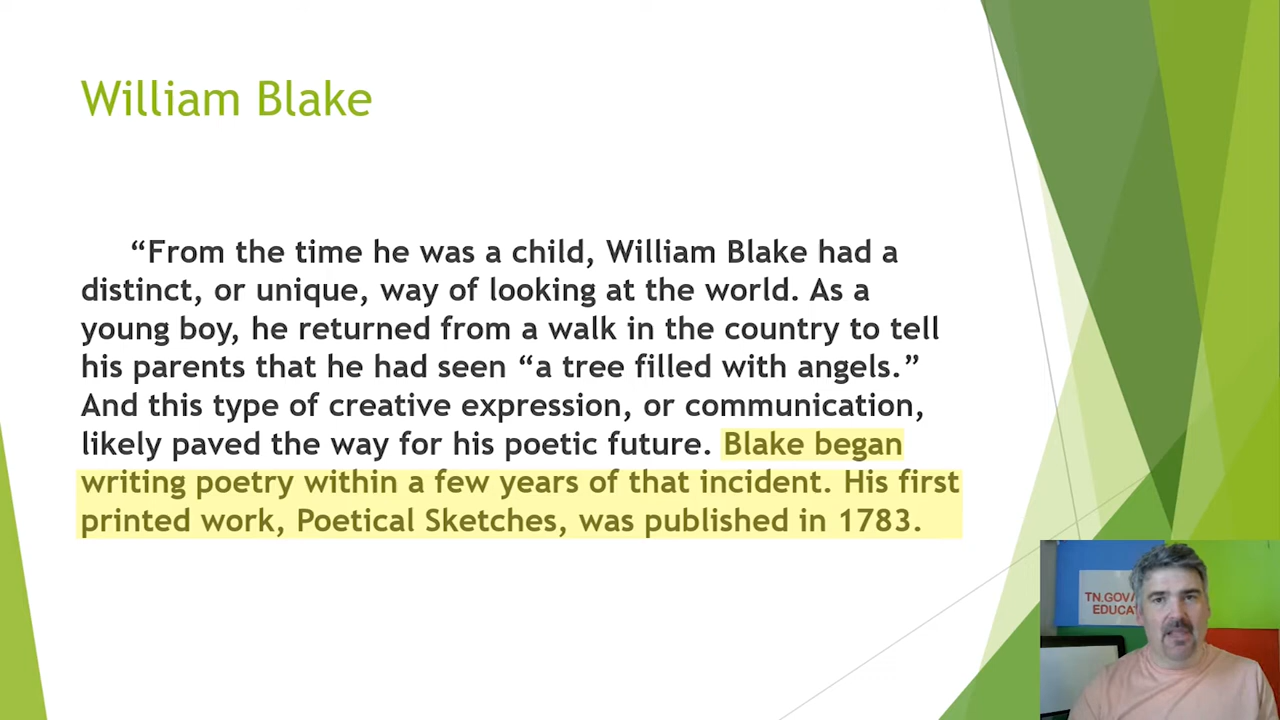 William Blake
“From the time he was a child, William Blake had a
distinct, or unique, way of looking at the world. As a
young boy, he returned from a walk in the country to tell
his parents that he had seen “a tree filled with angels.”
And this type of creative expression, or communication,
likely paved the way for his poetic future. Blake began
writing poetry within a few years of that incident. His first
printed work, Poetical Sketches, was published in 1783.
TN.GOV/
EDUCAT